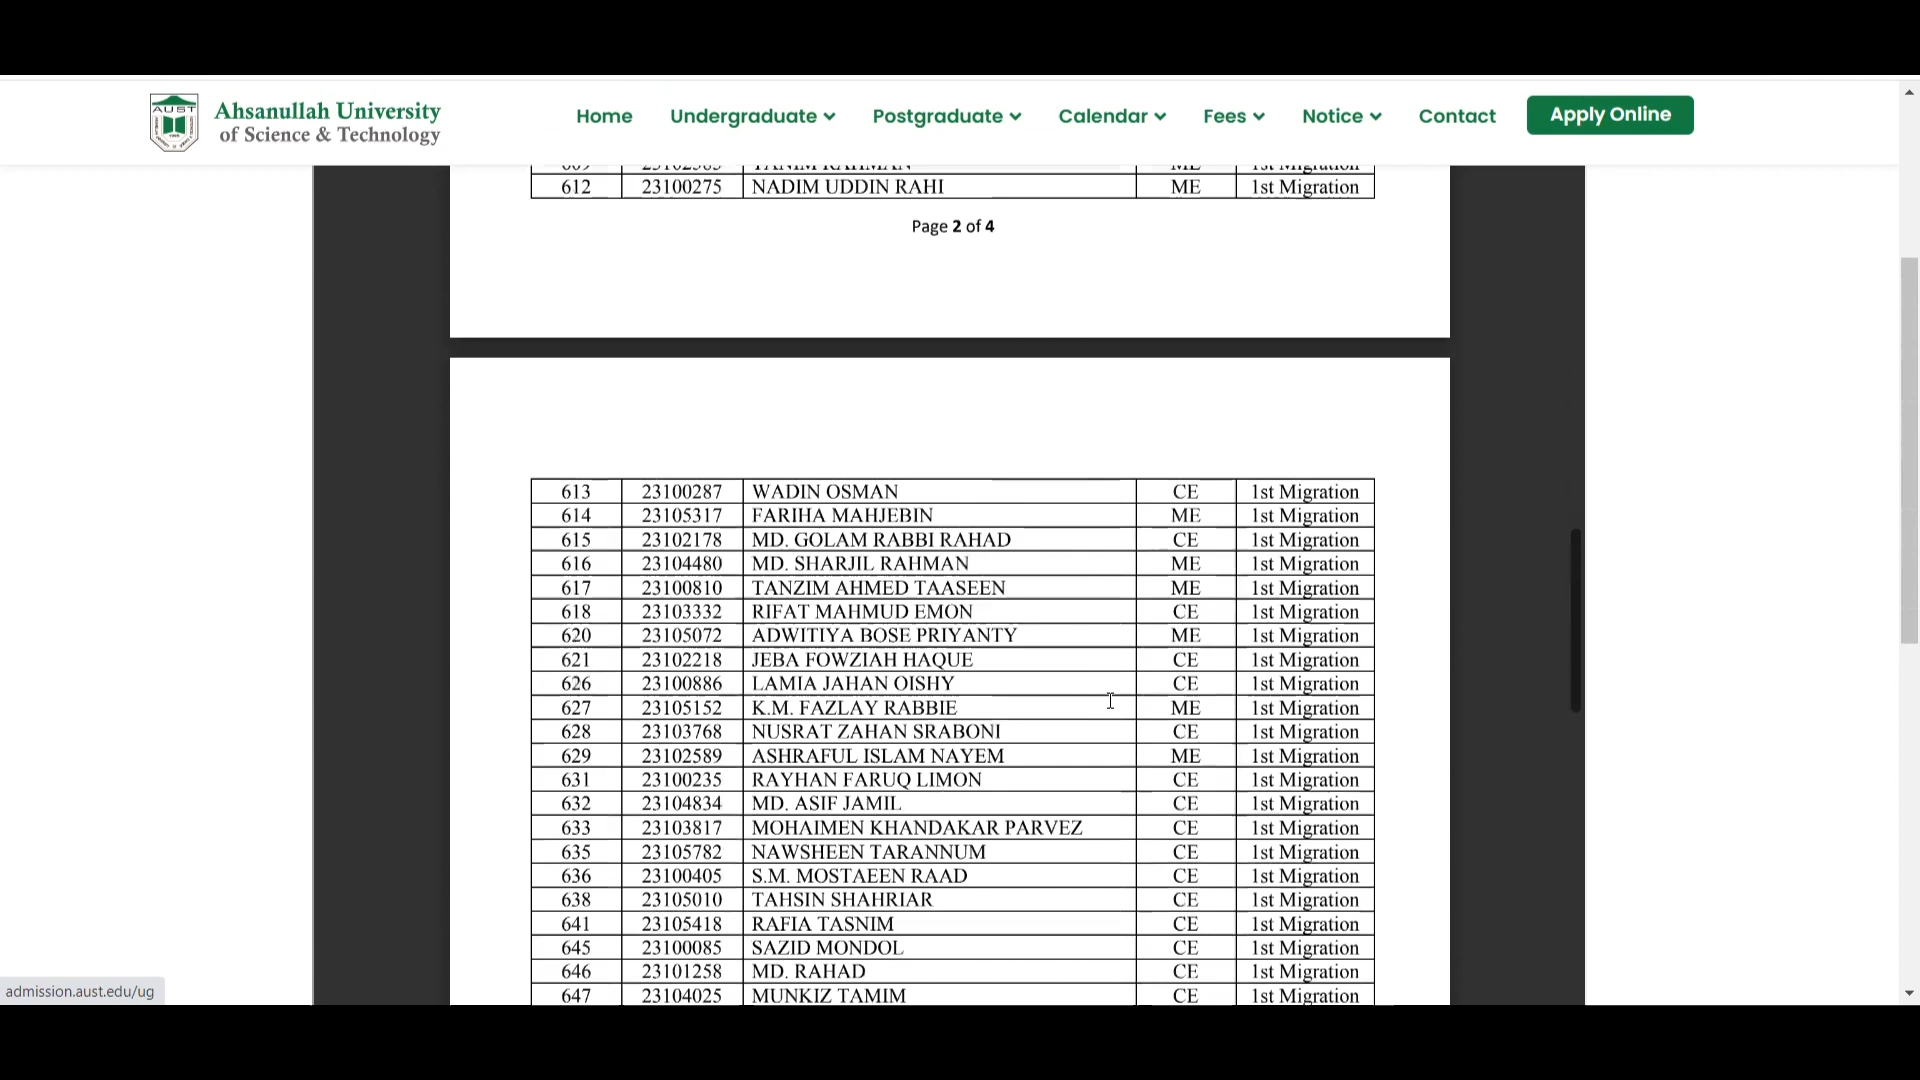 AUST
Ahsanullah University
of Science & Technology
Home Undergraduate Postgraduate Calendar Fees Notice Contact Apply Online
612 23100275 NADIM UDDIN RAHI ME 1st Migration
Page 2 of 4
613 23100287 WADIN OSMAN CE 1st Migration
614 23105317 FARIHA MAHJEBIN ME 1st Migration
615 23102178 MD. GOLAM RABBI RAHAD CE 1st Migration
616 23104480 MD. SHARJIL RAHMAN ME 1st Migration
617 23100810 TANZIM AHMED TAASEEN ME 1st Migration
618 23103332 RIFAT MAHMUD EMON CE 1st Migration
620 23105072 ADWITIYA BOSE PRIYANTY ME 1st Migration
621 23102218 JEBA FOWZIAH HAQUE CE 1st Migration
626 23100886 LAMIA JAHAN OISHY CE 1st Migration
627 23105152 K.M. FAZLAY RABBIE ME 1st Migration
628 23103768 NUSRAT ZAHAN SRABONI CE 1st Migration
629 23102589 ASHRAFUL ISLAM NAYEM ME 1st Migration
631 23100235 RAYHAN FARUQ LIMON CE 1st Migration
632 23104834 MD. ASIF JAMIL CE 1st Migration
633 23103817 MOHAIMEN KHANDAKAR PARVEZ CE 1st Migration
635 23105782 NAWSHEEN TARANNUM CE 1st Migration
636 23100405 S.M. MOSTAEEN RAAD CE 1st Migration
638 23105010 TAHSIN SHAHRIAR CE 1st Migration
641 23105418 RAFIA TASNIM CE 1st Migration
645 23100085 SAZID MONDOL CE 1st Migration
646 23101258 MD. RAHAD CE 1st Migration
647 23104025 MUNKIZ TAMIM CE 1st Migration
admission.aust.edu/ug